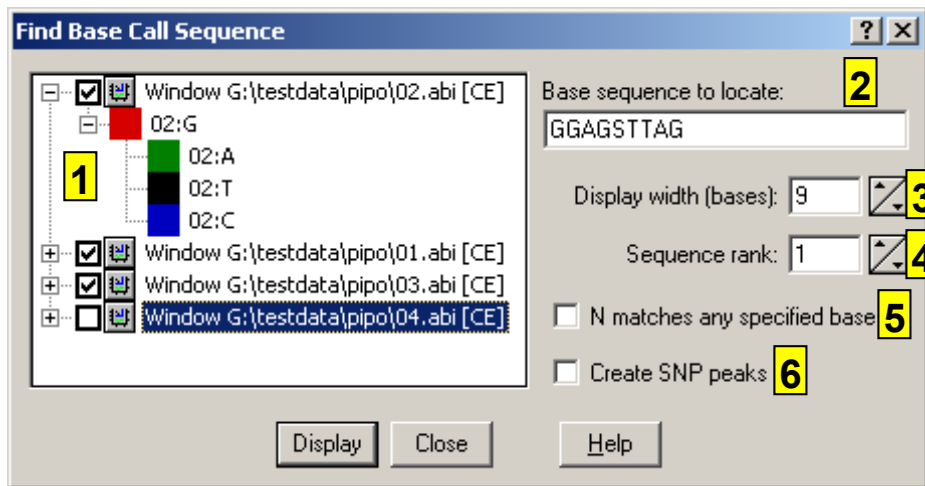 Find Base Call Sequence
Window G:\testdata\pipo\02.abi [CE]
02:G
02:A
02:T
02:C
Window G:\testdata\pipo\01.abi [CE]
Window G:\testdata\pipo\03.abi [CE]
Window G:\testdata\pipo\04.abi [CE]
1
Base sequence to locate:
2
GGAGSTTAG
Display width (bases): 9
3
Sequence rank: 1
4
N matches any specified base 5
Create SNP peaks 6
Display Close Help